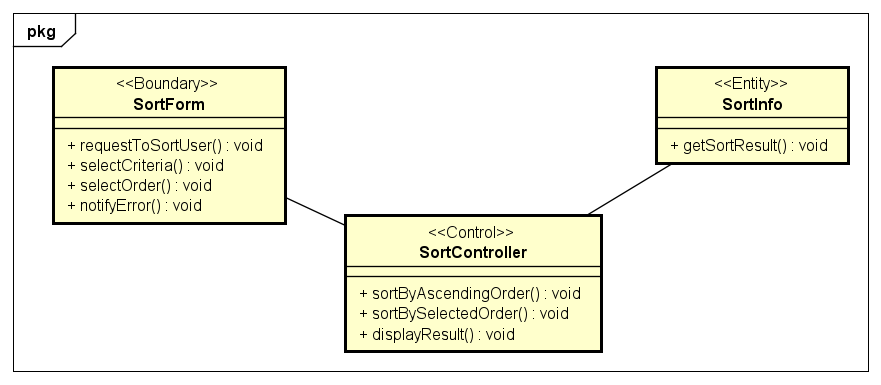 pkg
<<Boundary>>
SortForm
+ requestToSortUser() : void
+ selectCriteria() : void
+ selectOrder() : void
+ notifyError() : void
<<Entity>>
SortInfo
+ getSortResult() : void
<<Control>>
SortController
+ sortByAscendingOrder() : void
+ sortBySelectedOrder() : void
+ displayResult() : void